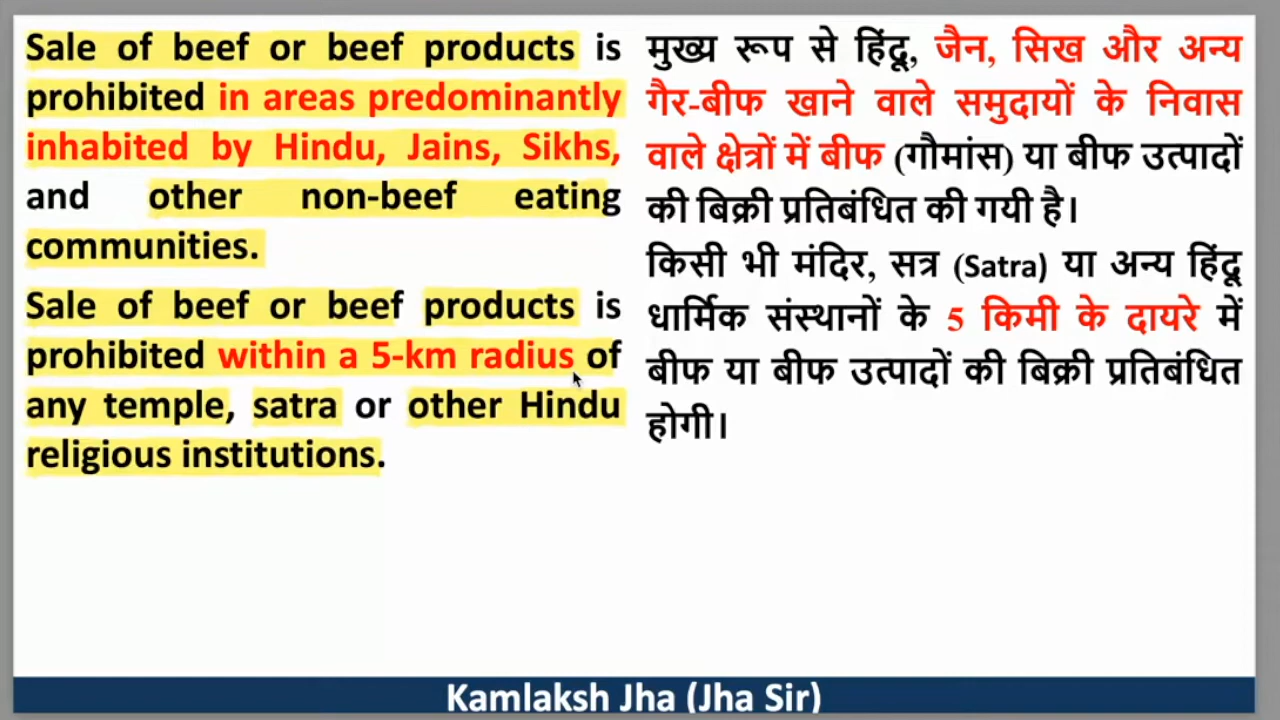 Sale of beef or beef products is
prohibited in areas predominantly
inhabited by Hindu, Jains, Sikhs,
and other non-beef eating
communities.
Sale of beef or beef products is
prohibited within a 5-km radius of
any temple, satra or other Hindu
religious institutions.
मुख्य रूप से हिंदू, जैन, सिख और अन्य
गैर-बीफ खाने वाले समुदायों के निवास
वाले क्षेत्रों में बीफ (गौमांस) या बीफ उत्पादों
की बिक्री प्रतिबंधित की गयी है।
किसी भी मंदिर, सत्र (Satra) या अन्य हिंदू
धार्मिक संस्थानों के 5 किमी के दायरे में
बीफ या बीफ उत्पादों की बिक्री प्रतिबंधित
होगी।
Kamlaksh Jha (Jha Sir)